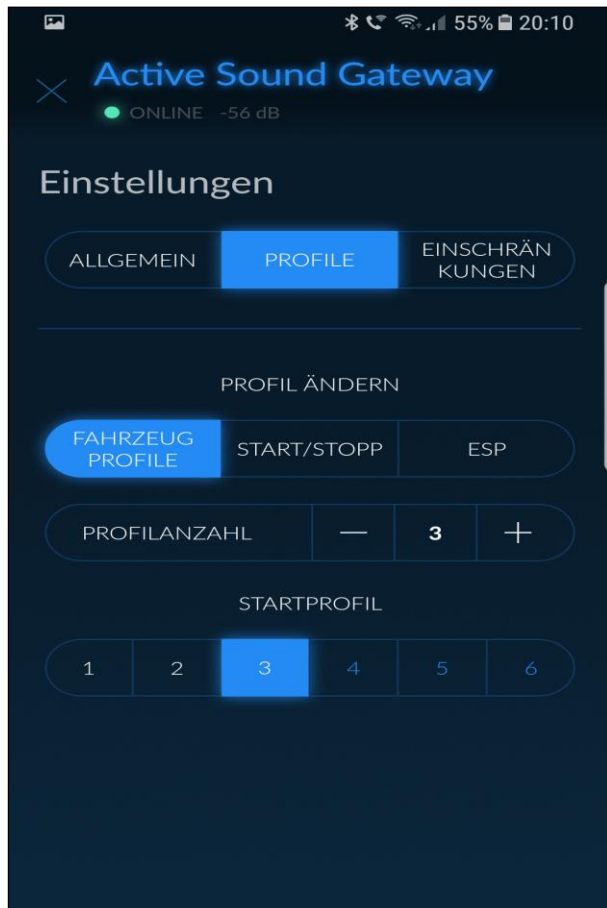 55% 20:10
Active Sound Gateway
ONLINE -56 dB
Einstellungen
ALLGEMEIN PROFILE EINSCHRÄN
KUNGEN
PROFIL ÄNDERN
FAHRZEUG
PROFILE START/STOPP ESP
PROFILANZAHL — 3 +
STARTPROFIL
1 2 3 4 5 6